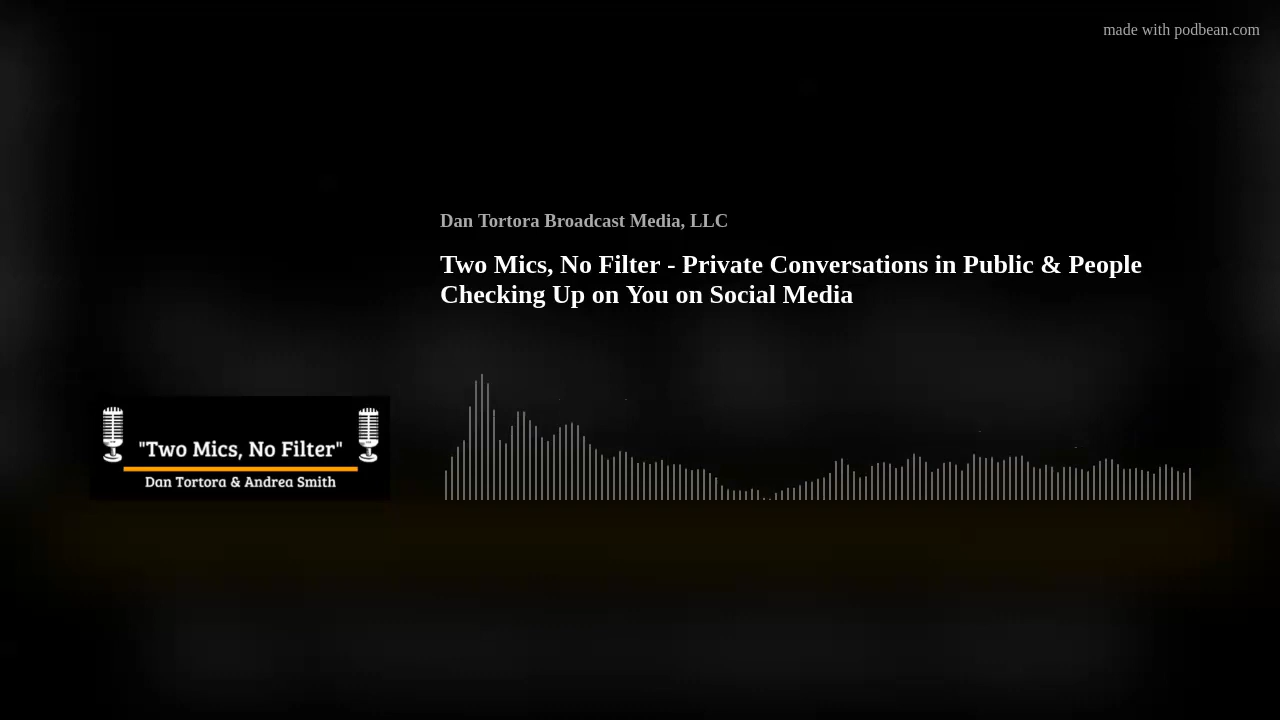 made with podbean.com
Dan Tortora Broadcast Media, LLC
Two Mics, No Filter - Private Conversations in Public & People
Checking Up on You on Social Media
"Two Mics, No Filter"
Dan Tortora & Andrea Smith